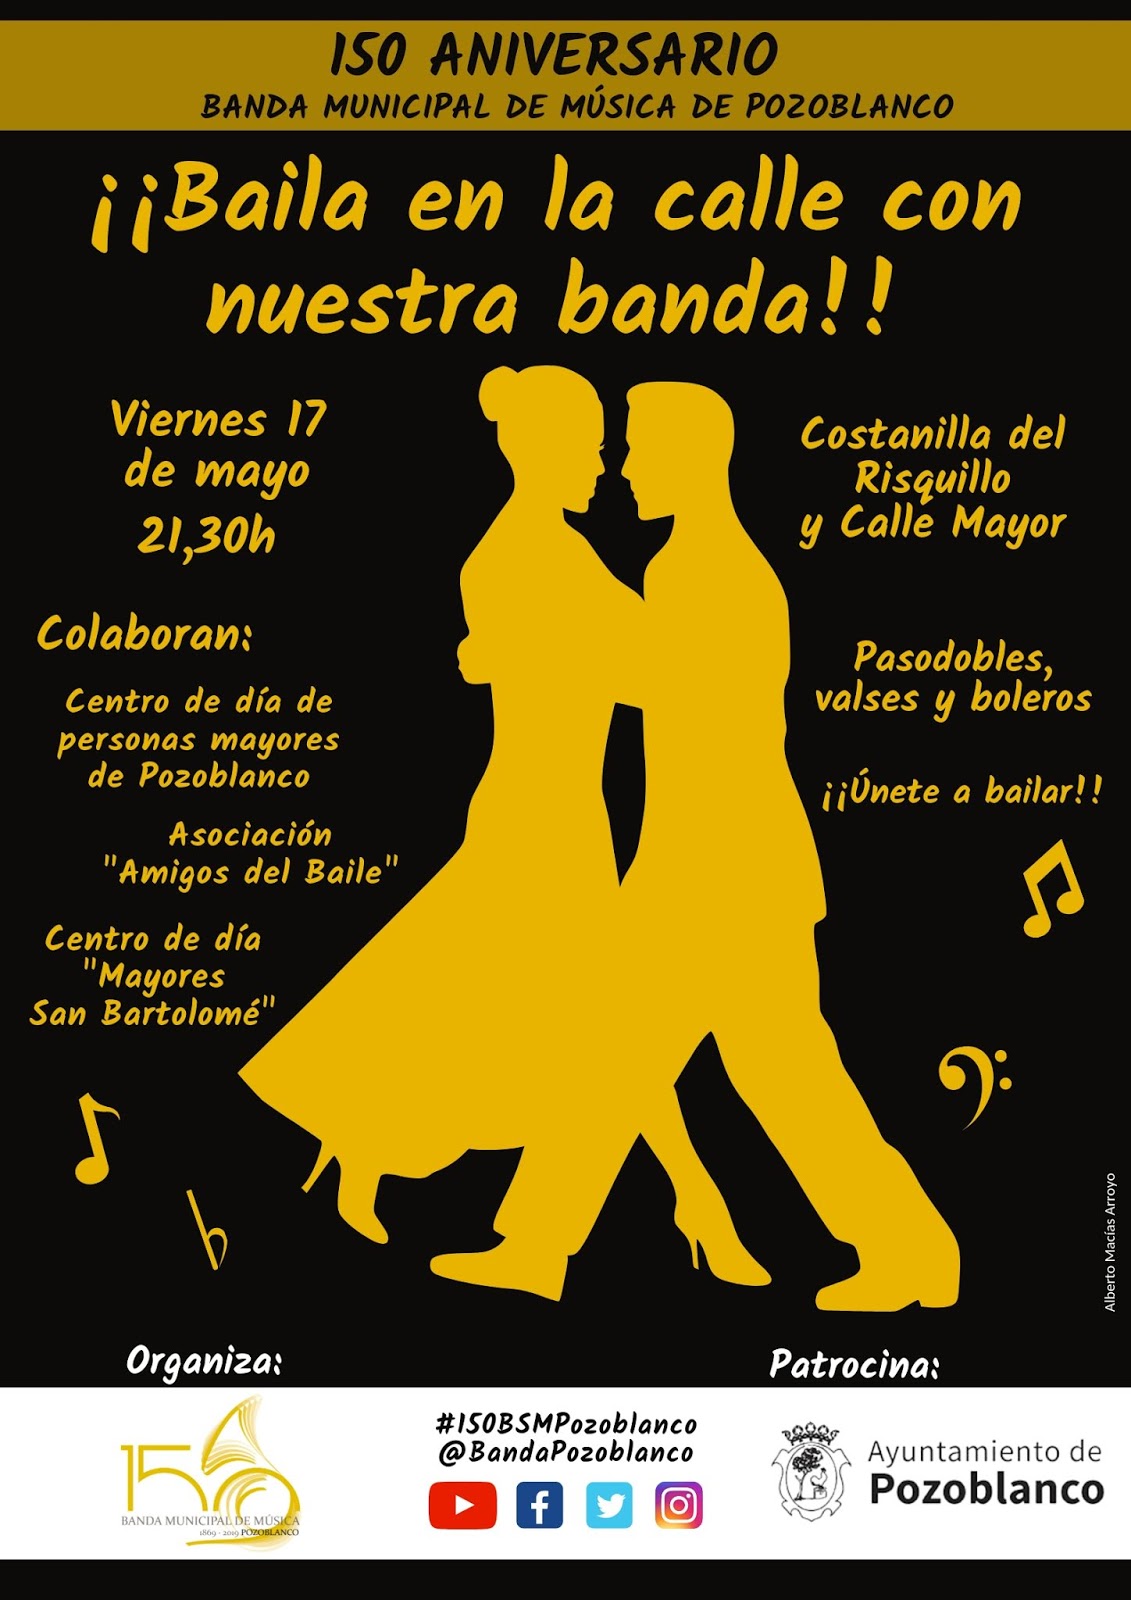 150 ANIVERSARIO
BANDA MUNICIPAL DE MÚSICA DE POZOBLANCO
¡¡Baila en la calle con
nuestra banda!!
Viernes 17
de mayo
21,30h
Costanilla del
Risquillo
y Calle Mayor
Colaboran:
Centro de día de
personas mayores
de Pozoblanco
Asociación
"Amigos del Baile"
Centro de día
"Mayores
San Bartolomé"
Pasodobles,
valses y boleros
¡¡Únete a bailar!!
Alberto Macías Arroyo
Organiza:
Patrocina:
150
BANDA MUNICIPAL DE MÚSICA
1869 - 2019 POZOBLANCO
#150BSMPozoblanco
@BandaPozoblanco
Ayuntamiento de
Pozoblanco